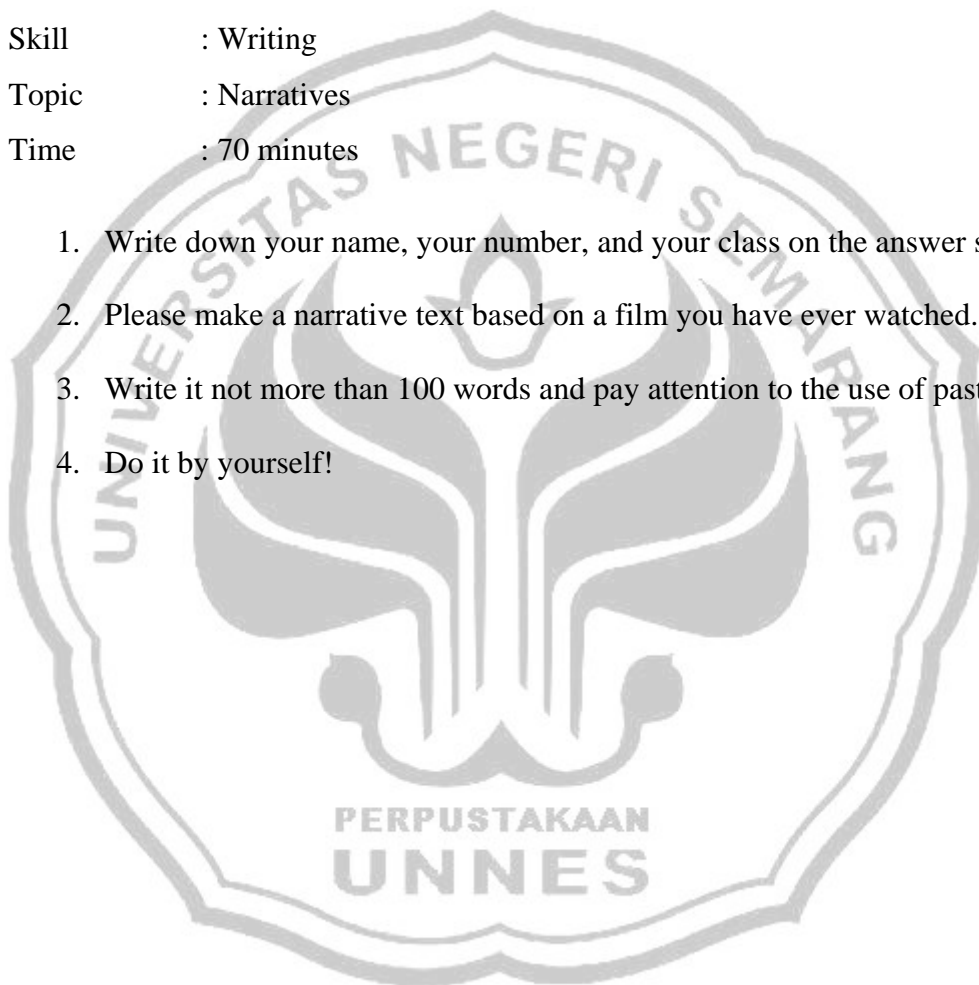 Skill : Writing
Topic : Narratives
Time : 70 minutes
1. Write down your name, your number, and your class on the answer s
2. Please make a narrative text based on a film you have ever watched.
3. Write it not more than 100 words and pay attention to the use of past
4. Do it by yourself!
UNIVERSITAS NEGERI SEMARANG
PERPUSTAKAAN
UNNES